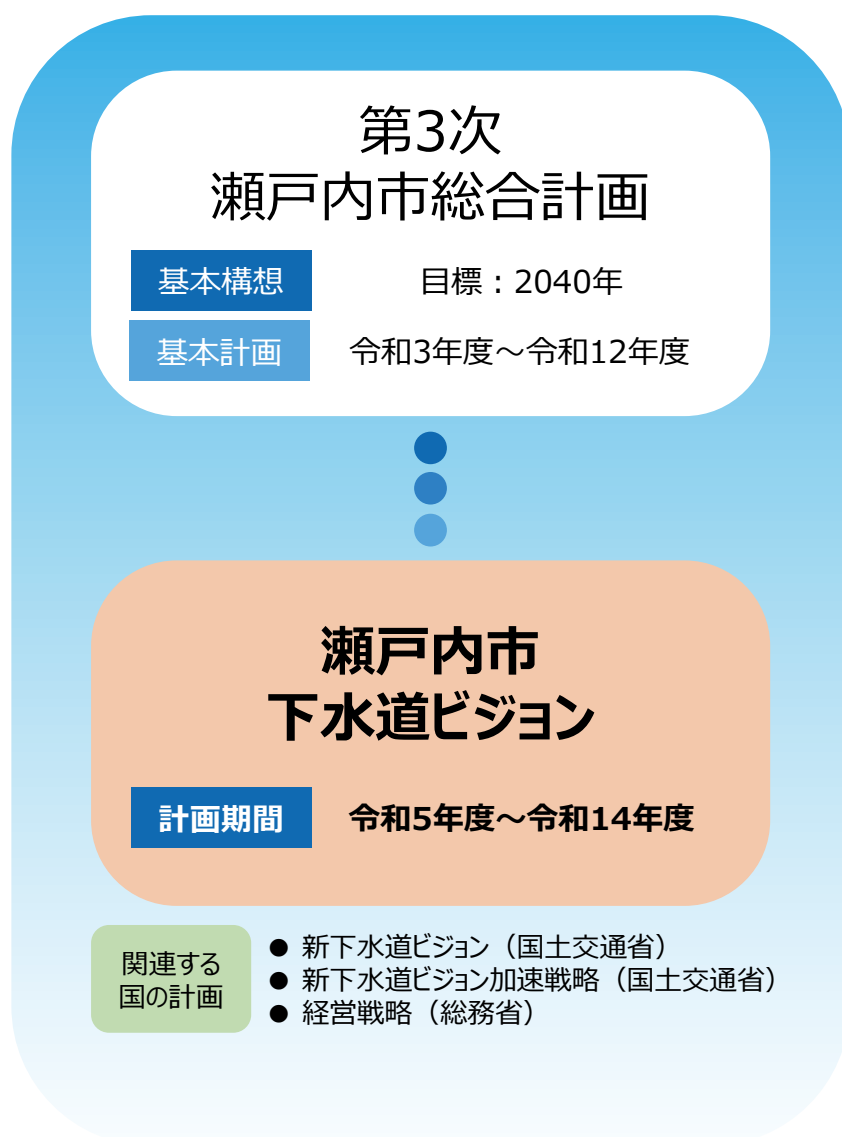 第3次
瀬戸内市総合計画
基本構想 目標：2040年
基本計画 令和3年度～令和12年度
瀬戸内市
下水道ビジョン
計画期間 令和5年度～令和14年度
関連する
国の計画
● 新下水道ビジョン（国土交通省）
● 新下水道ビジョン加速戦略（国土交通省）
● 経営戦略（総務省）